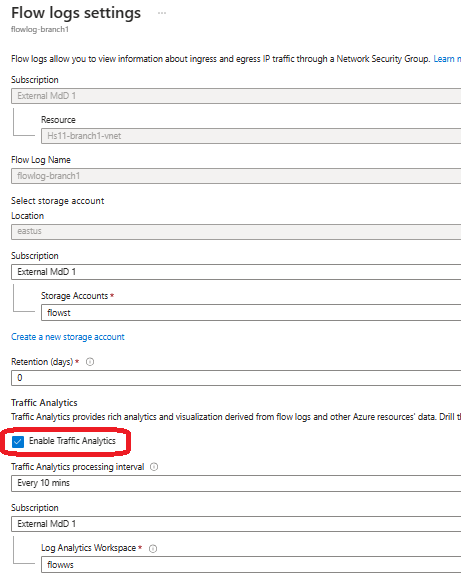 Flow logs settings ...
flowlog-branch1
Flow logs allow you to view information about ingress and egress IP traffic through a Network Security Group. Learn m
Subscription
External MdD 1
Resource
Hs11-branch1-vnet
Flow Log Name
flowlog-branch1
Select storage account
Location
eastus
Subscription
External MdD 1
Storage Accounts *
flowst
Create a new storage account
Retention (days) *
0
Traffic Analytics
Traffic Analytics provides rich analytics and visualization derived from flow logs and other Azure resources' data. Drill t
Enable Traffic Analytics
Traffic Analytics processing interval
Every 10 mins
Subscription
External MdD 1
Log Analytics Workspace *
flowws